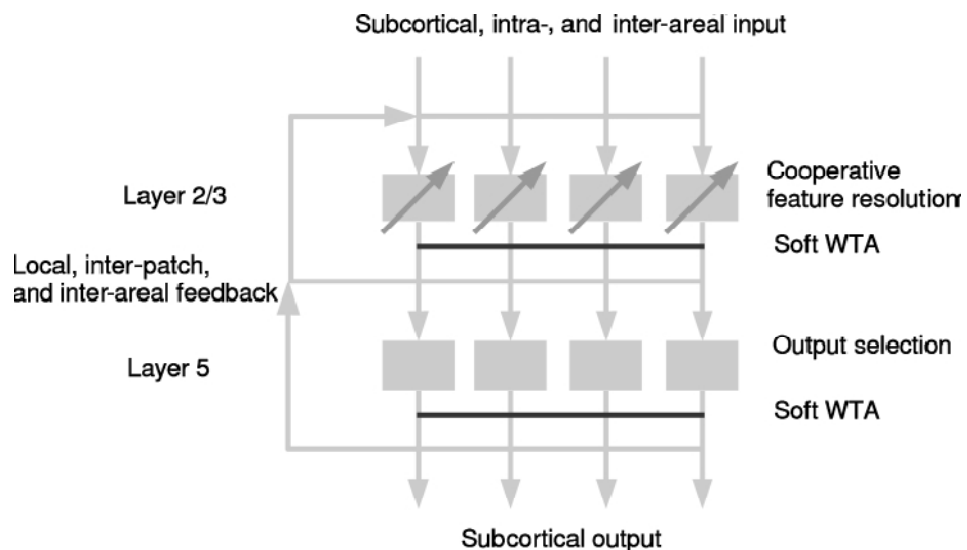 Subcortical, intra-, and inter-areal input
Layer 2/3
Cooperative
feature resolution
Soft WTA
Local, inter-patch,
and inter-areal feedback
Layer 5
Output selection
Soft WTA
Subcortical output